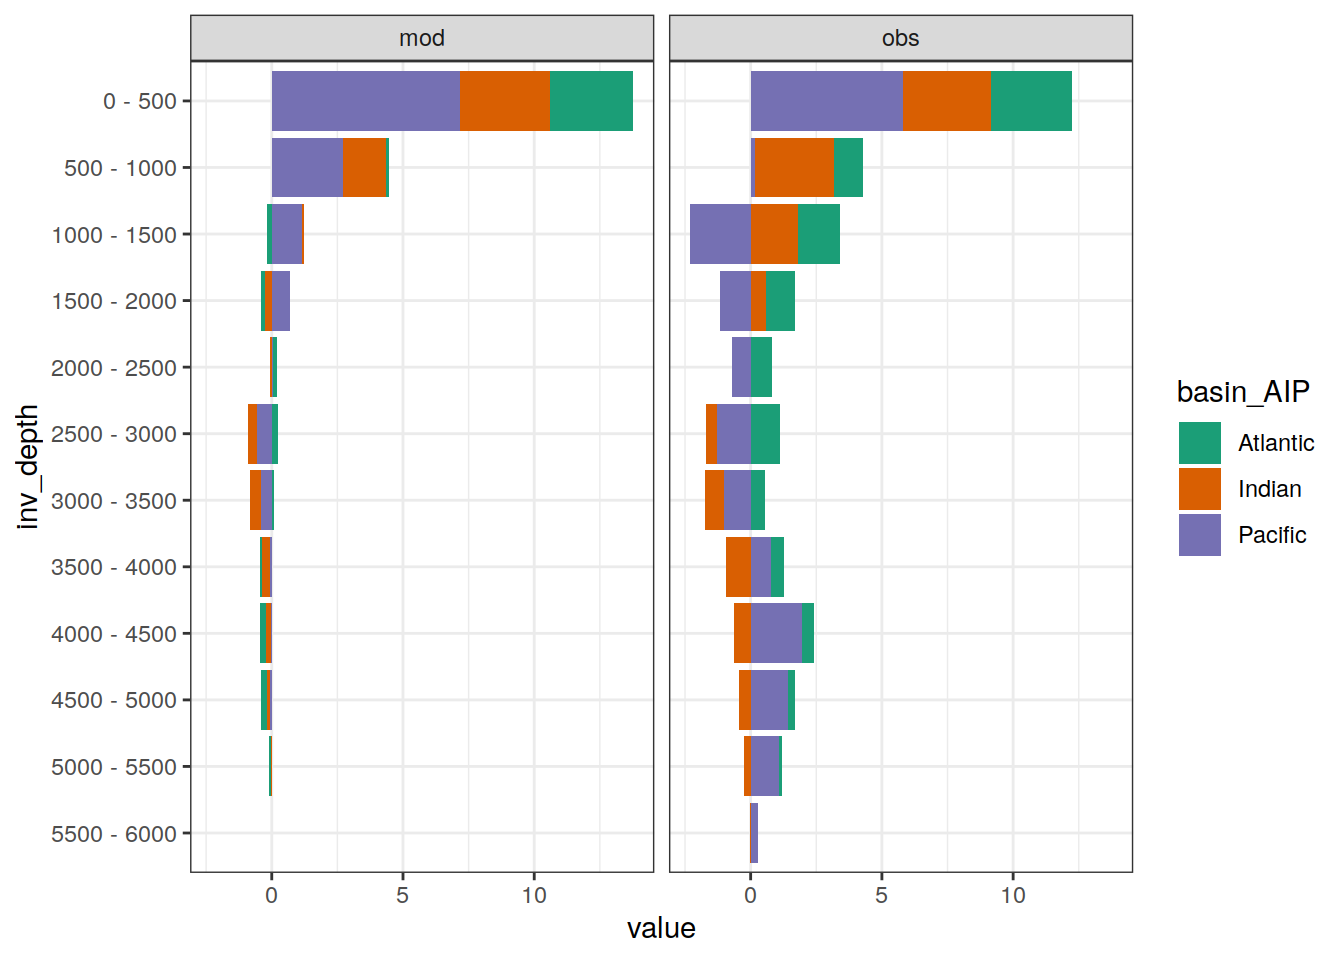 mod
obs
0 - 500
500 - 1000
1000 - 1500
1500 - 2000
2000 - 2500
2500 - 3000
3000 - 3500
3500 - 4000
4000 - 4500
4500 - 5000
5000 - 5500
5500 - 6000
inv_depth
0 5 10
0 5 10
value
basin_AIP
Atlantic
Indian
Pacific